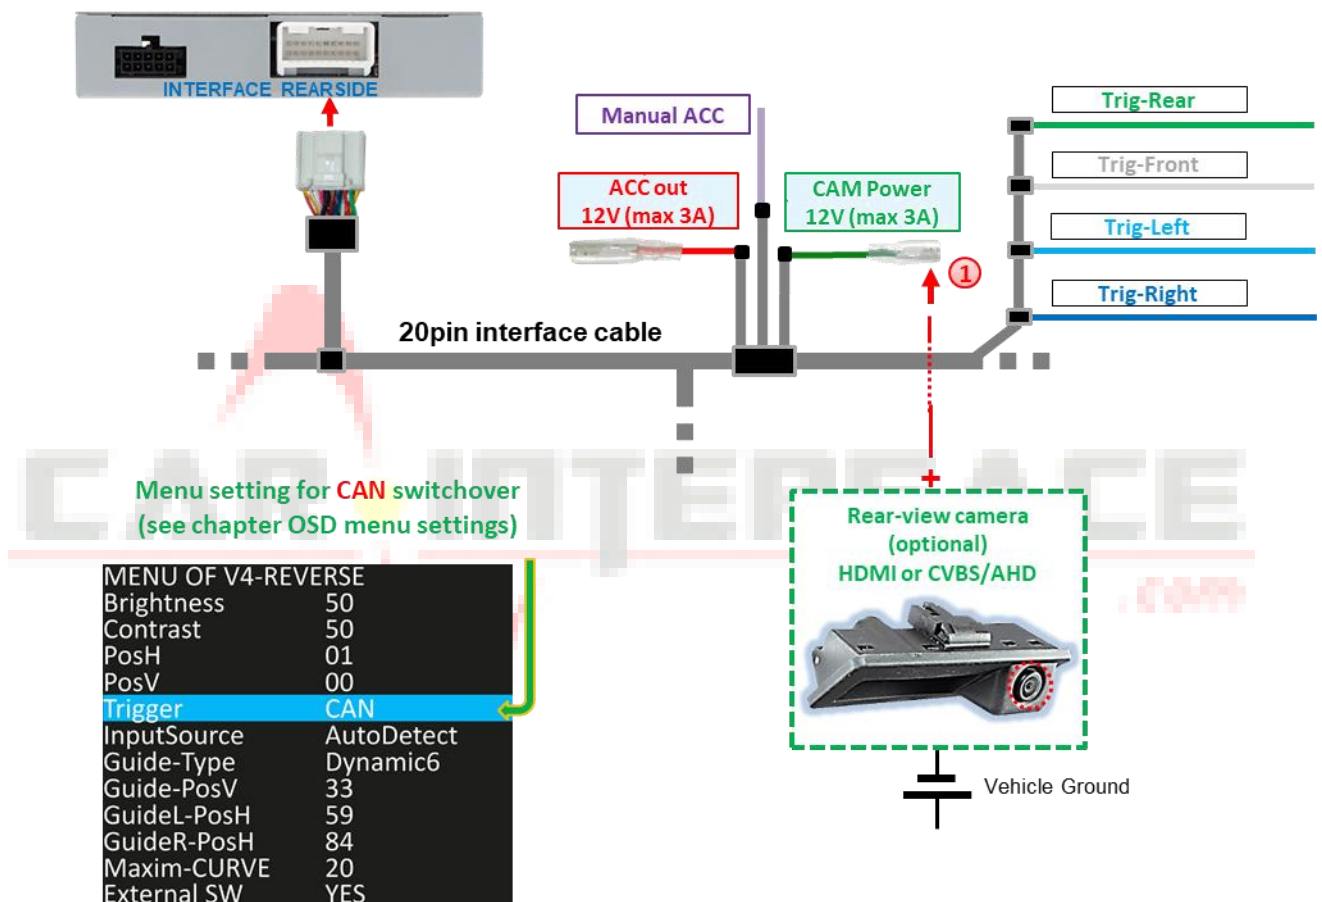 INTERFACE REARSIDE
Manual ACC
ACC out
12V (max 3A)
CAM Power
12V (max 3A)
Trig-Rear
Trig-Front
Trig-Left
Trig-Right
1
20pin interface cable
CAR INTERFACE
.com
Menu setting for CAN switchover
(see chapter OSD menu settings)
MENU OF V4-REVERSE
Brightness 50
Contrast 50
PosH 01
PosV 00
Trigger CAN
InputSource AutoDetect
Guide-Type Dynamic6
Guide-PosV 33
GuideL-PosH 59
GuideR-PosH 84
Maxim-CURVE 20
External SW YES
+
Rear-view camera
(optional)
HDMI or CVBS/AHD
Vehicle Ground